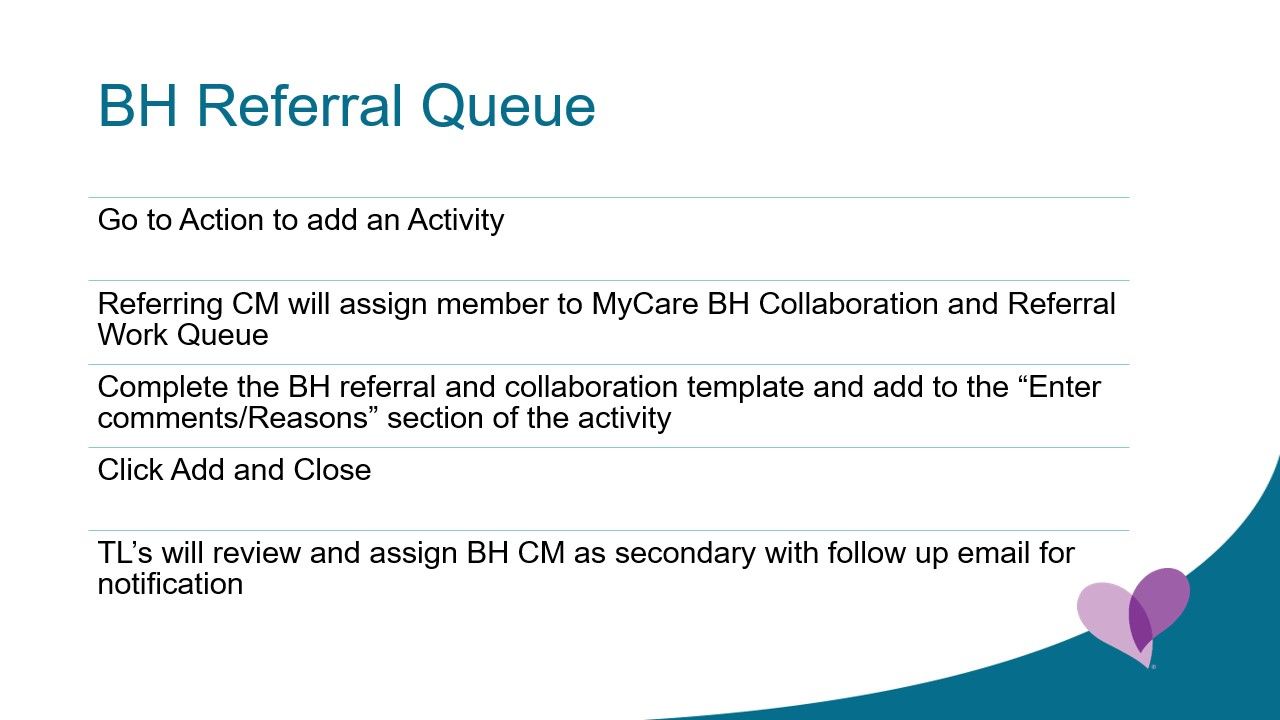 BH Referral Queue
Go to Action to add an Activity
Referring CM will assign member to MyCare BH Collaboration and Referral
Work Queue
Complete the BH referral and collaboration template and add to the “Enter
comments/Reasons” section of the activity
Click Add and Close
TL’s will review and assign BH CM as secondary with follow up email for
notification
®